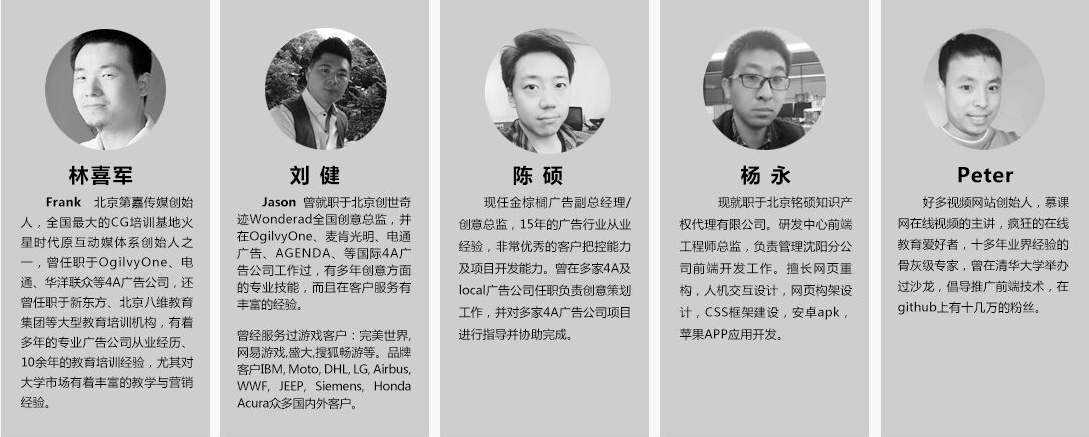 林喜军
Frank 北京第嘉传媒创始
人，全国最大的CG培训基地火
星时代原互动媒体系创始人之
一，曾任职于OgilvyOne、电
通、华洋联众等4A广告公司，还
曾任职于新东方、北京八维教育
集团等大型教育培训机构，有着
多年的专业广告公司从业经历、
10余年的教育培训经验，尤其对
大学市场有着丰富的教学与营销
经验。
刘 健
Jason 曾就职于北京创世奇
迹Wonderad全国创意总监，并
在OgilvyOne、麦肯光明、电通
广告、AGENDA、等国际4A广
告公司工作过，有多年创意方面
的专业技能，而且在客户服务有
丰富的经验。
曾经服务过游戏客户：完美世界,
网易游戏,盛大,搜狐畅游等。品牌
客户IBM, Moto, DHL, LG, Airbus,
WWF, JEEP, Siemens, Honda
Acura众多国内外客户。
陈 硕
现任金棕榈广告副总经理/
创意总监，15年的广告行业从业
经验，非常优秀的客户把控能力
及项目开发能力。曾在多家4A及
local广告公司任职负责创意策划
工作，并对多家4A广告公司项目
进行指导并协助完成。
杨 永
现就职于北京铭硕知识产
权代理有限公司。研发中心前端
工程师总监，负责管理沈阳分公
司前端开发工作。擅长网页重
构，人机交互设计，网页构架设
计，CSS框架建设，安卓apk，
苹果APP应用开发。
Peter
好多视频网站创始人，慕课
网在线视频的主讲，疯狂的在线
教育爱好者，十多年业界经验的
骨灰级专家，曾在清华大学举办
过沙龙，倡导推广前端技术，在
github上有十几万的粉丝。